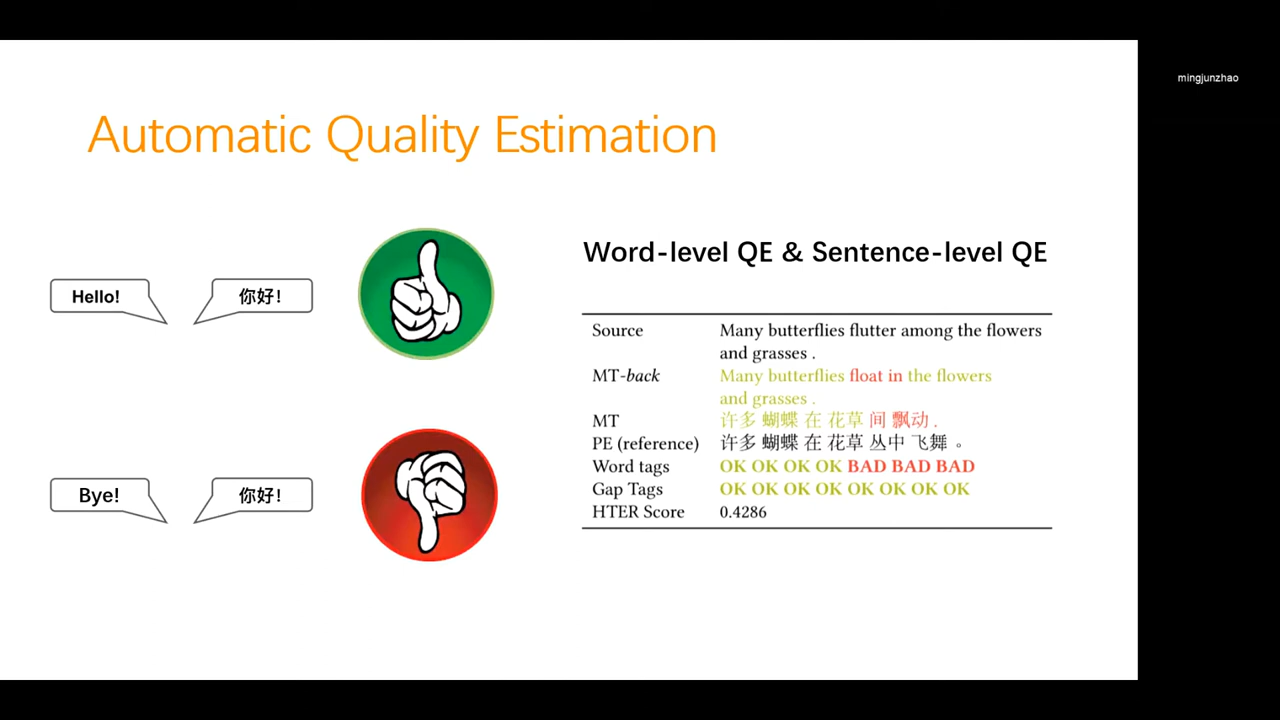 mingjunzhao
Automatic Quality Estimation
Hello!
你好!
Bye!
你好!
Word-level QE & Sentence-level QE
Source Many butterflies flutter among the flowers
and grasses .
MT-back Many butterflies float in the flowers
and grasses .
MT 许多 蝴蝶 在 花草 间 飘动 .
PE (reference) 许多 蝴蝶 在 花草 丛中 飞舞 。
Word tags OK OK OK OK BAD BAD BAD
Gap Tags OK OK OK OK OK OK OK OK
HTER Score 0.4286